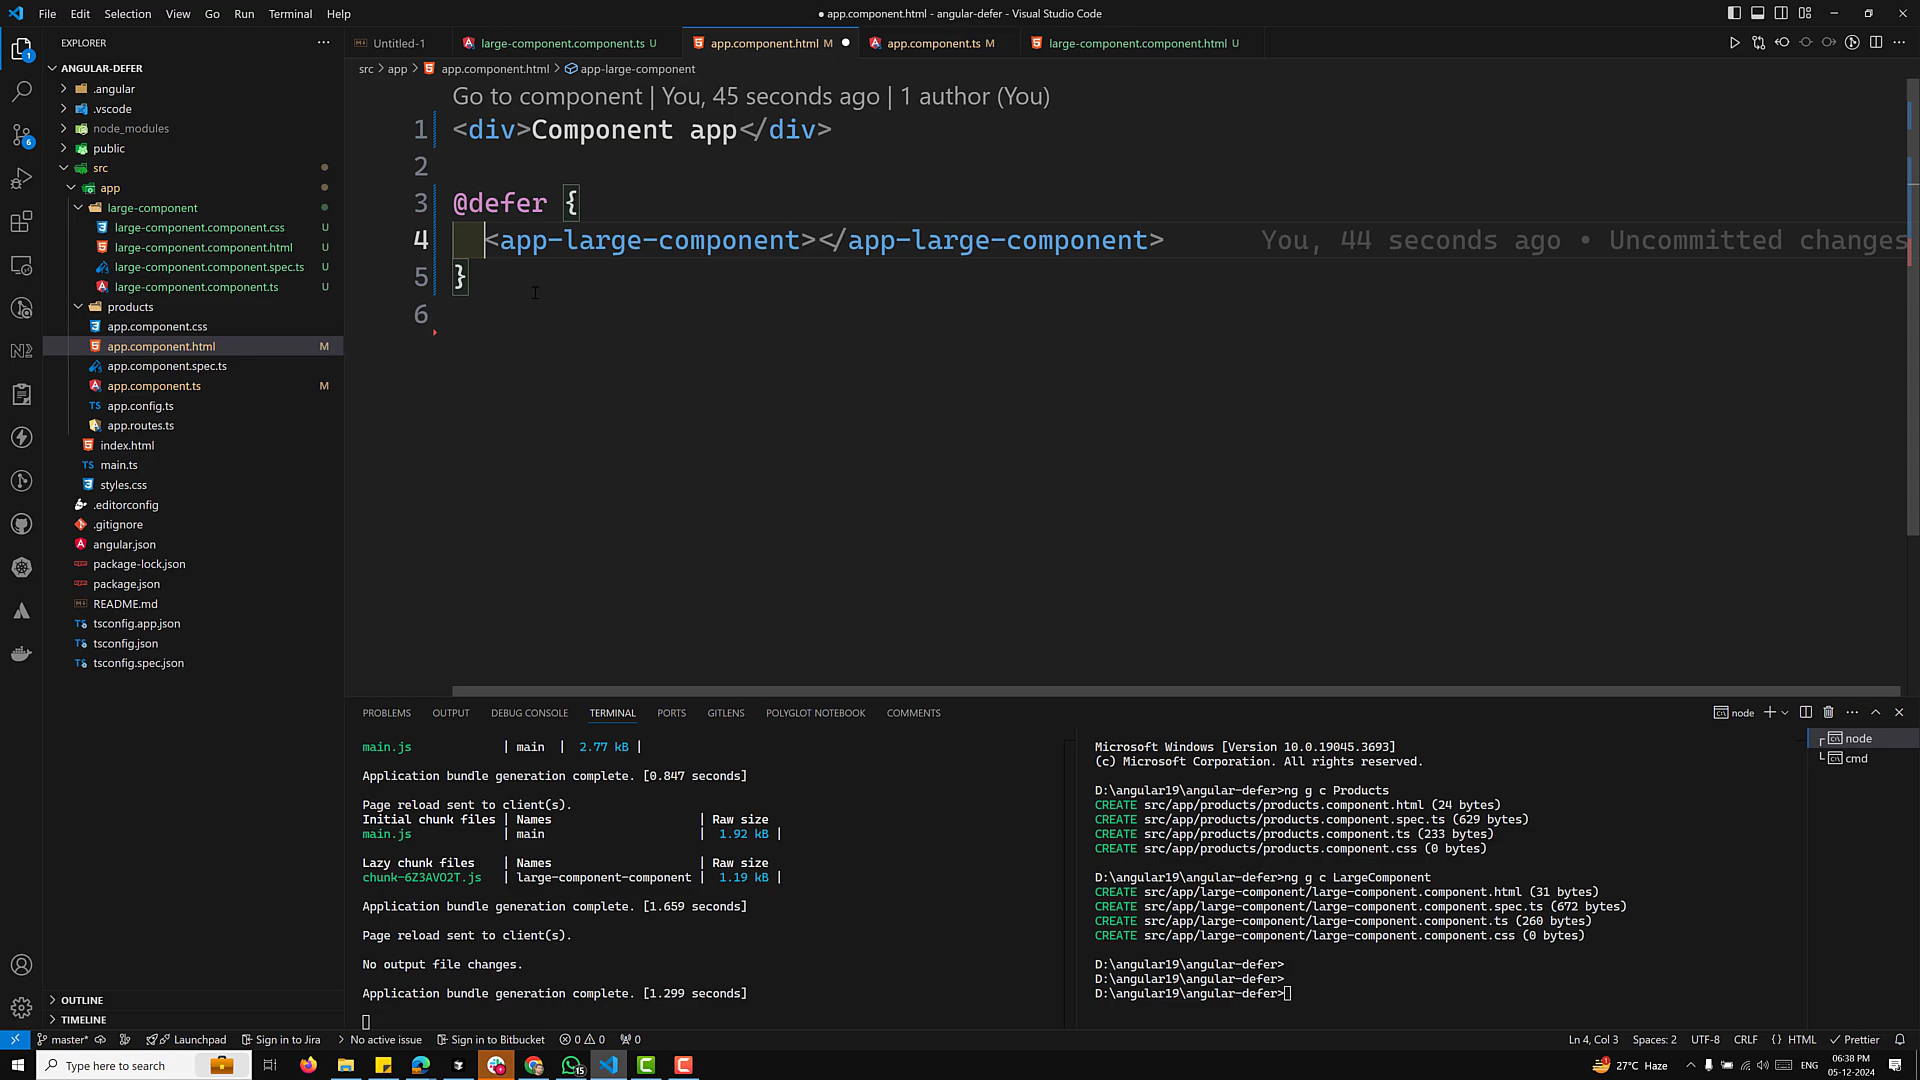 File Edit Selection View Go Run Terminal Help
● app.component.html - angular-defer - Visual Studio Code
EXPLORER
Untitled-1
large-component.component.ts U
app.component.html M
app.component.ts M
large-component.component.html U
src > app > app.component.html > app-large-component
ANGULAR-DEFER
.angular
.vscode
node_modules
public
src
app
large-component
large-component.component.css U
large-component.component.html U
large-component.component.spec.ts U
large-component.component.ts U
products
app.component.css
app.component.html M
app.component.spec.ts
app.component.ts M
app.config.ts
app.routes.ts
index.html
main.ts
styles.css
.editorconfig
.gitignore
angular.json
package-lock.json
package.json
README.md
tsconfig.app.json
tsconfig.json
tsconfig.spec.json
OUTLINE
TIMELINE
Go to component | You, 45 seconds ago | 1 author (You)
1 <div>Component app</div>
2
3 @defer {
4 <app-large-component></app-large-component> You, 44 seconds ago • Uncommitted changes
5 }
6
PROBLEMS OUTPUT DEBUG CONSOLE TERMINAL PORTS GITLENS POLYGLOT NOTEBOOK COMMENTS
node
main.js | main | 2.77 kB |
Application bundle generation complete. [0.847 seconds]
Page reload sent to client(s).
Initial chunk files | Names | Raw size
main.js | main | 1.92 kB |
Lazy chunk files | Names | Raw size
chunk-6Z3AVO2T.js | large-component-component | 1.19 kB |
Application bundle generation complete. [1.659 seconds]
Page reload sent to client(s).
No output file changes.
Application bundle generation complete. [1.299 seconds]
Microsoft Windows [Version 10.0.19045.3693]
(c) Microsoft Corporation. All rights reserved.
D:\angular19\angular-defer>ng g c Products
CREATE src/app/products/products.component.html (24 bytes)
CREATE src/app/products/products.component.spec.ts (629 bytes)
CREATE src/app/products/products.component.ts (233 bytes)
CREATE src/app/products/products.component.css (0 bytes)
D:\angular19\angular-defer>ng g c LargeComponent
CREATE src/app/large-component/large-component.component.html (31 bytes)
CREATE src/app/large-component/large-component.component.spec.ts (672 bytes)
CREATE src/app/large-component/large-component.component.ts (260 bytes)
CREATE src/app/large-component/large-component.component.css (0 bytes)
D:\angular19\angular-defer>
D:\angular19\angular-defer>
D:\angular19\angular-defer>
node
cmd
master* Launchpad Sign in to Jira No active issue Sign in to Bitbucket 0 0 0
Ln 4, Col 3 Spaces: 2 UTF-8 CRLF {} HTML Prettier
Type here to search
15
27°C Haze
ENG
06:38 PM
05-12-2024